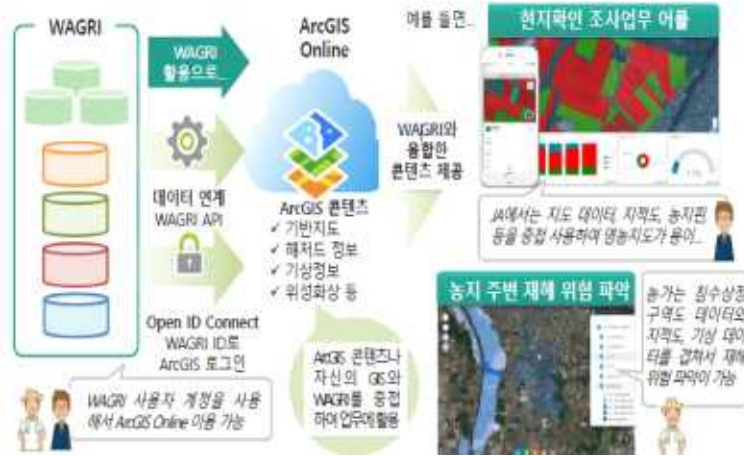 WAGRI
WAGRI
활용으로...
데이터 연계
WAGRI API
Open ID Connect
WAGRI ID로
ArcGIS 로그인
WAGRI 사용자 계정을 사용
해서 ArcGIS Online 이용 가능
ArcGIS
Online
ArcGIS 콘텐츠
✓ 기반지도
✓ 해저드 정보
✓ 기상정보
✓ 위성화상 등
ArcGIS 콘텐츠나
자신의 GIS와
WAGRI를 중접
하여 업무에 활용
예를 들면...
WAGRI와
융합한
콘텐츠 제공
현지확인 조사업무 어플
JA에서는 지도 데이터, 지적도, 농지핀
등을 중접 사용하여 영농지도가 용이...
농지 주변 재해 위험 파악
농가는 침수상정
구역도 데이터와
지적도, 기상 데이
터를 겹쳐서 재해
위험 파악이 가능